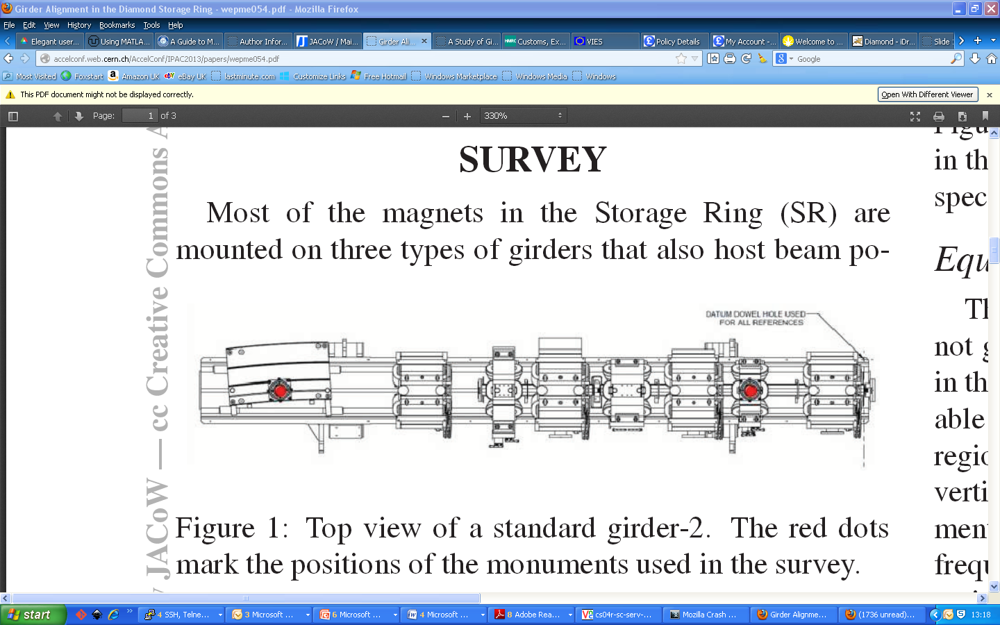 Girder Alignment in the Diamond Storage Ring - wepme054.pdf - Mozilla Firefox
File Edit View History Bookmarks Tools Help
Elegant user... Using MATLA... A Guide to M... Author Infor... JACoW / Mai... Girder Ali... A Study of Gi... HMRC Customs, Ex... VIES Policy Details My Account -... Welcome to ... Diamond - iDr... Slide
accelconf.web.cern.ch/AccelConf/IPAC2013/papers/wepme054.pdf Google
Most Visited Foxstart Amazon UK eBay UK lastminute.com Customize Links Free Hotmail Windows Marketplace Windows Media Windows
This PDF document might not be displayed correctly. Open With Different Viewer
Page: 1 of 3 330%
SURVEY
Most of the magnets in the Storage Ring (SR) are
mounted on three types of girders that also host beam po-
DATUM DOWEL HOLE USED
FOR ALL REFERENCES
Figure 1: Top view of a standard girder-2. The red dots
mark the positions of the monuments used in the survey.
JACoW — cc Creative Commons A
Figu
in th
spec
Equ
Th
not g
in th
able
regio
verti
men
frequ
start 4 SSH, Telne... 3 Microsoft ... 6 Microsoft ... 4 Microsoft ... 8 Adobe Rea... cs04r-sc-serv-... Mozilla Crash ... Girder Alignme... (1736 unread)... 13:18